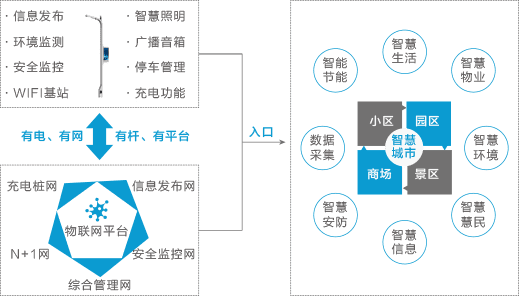 • 信息发布
• 智慧照明
• 环境监测
• 广播音箱
• 安全监控
• 停车管理
• WIFI基站
• 充电功能
有电、有网
有杆、有平台
充电桩网
信息发布网
物联网平台
N+1网
安全监控网
综合管理网
入口
智慧
生活
智能
节能
智慧
物业
小区
园区
数据
采集
智慧
城市
智慧
环境
商场
景区
智慧
安防
智慧
慧民
智慧
信息